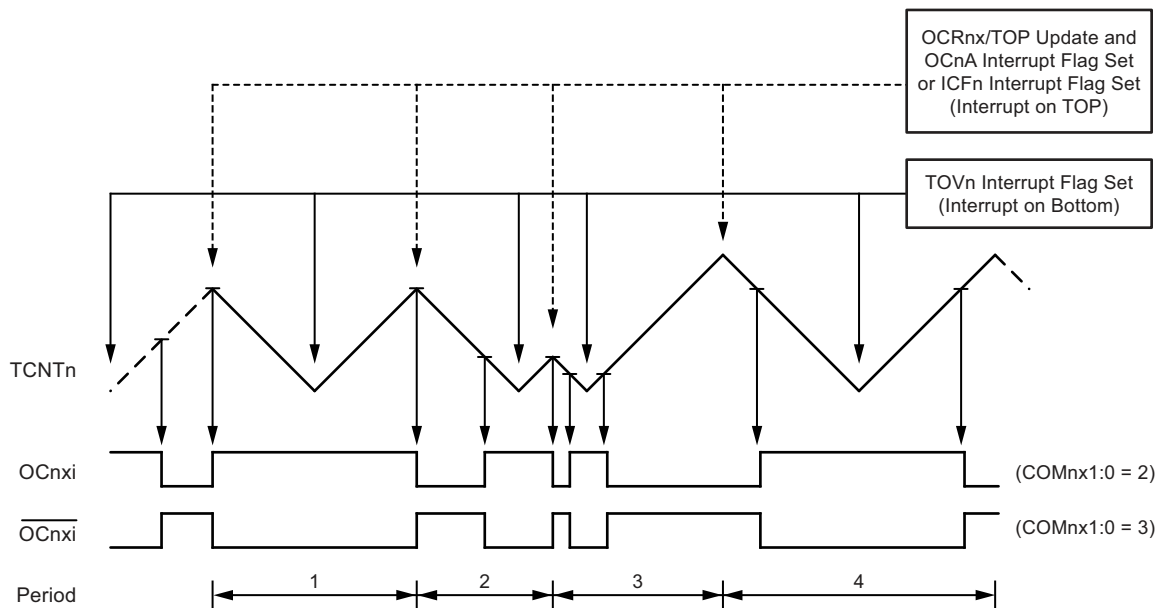 OCRnx/TOP Update and
OCnA Interrupt Flag Set
or ICFn Interrupt Flag Set
(Interrupt on TOP)
TOVn Interrupt Flag Set
(Interrupt on Bottom)
TCNTn
OCnxi
(COMnx1:0 = 2)
OCnxi
(COMnx1:0 = 3)
Period
1
2
3
4